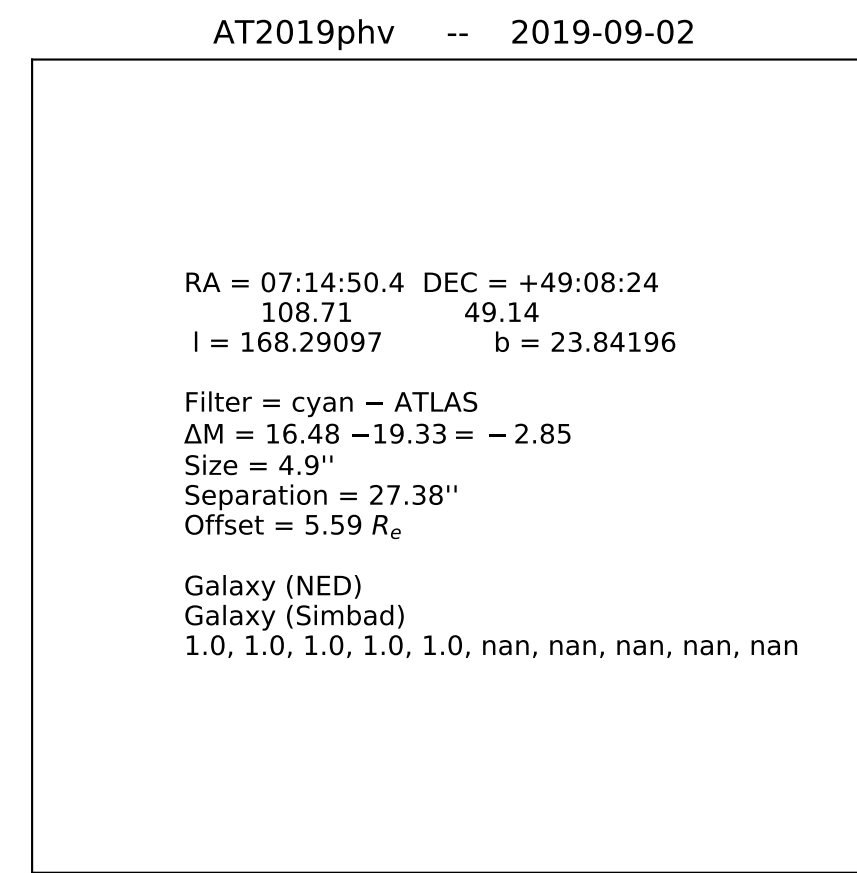 AT2019phv -- 2019-09-02
RA = 07:14:50.4 DEC = +49:08:24
108.71 49.14
l = 168.29097 b = 23.84196
Filter = cyan − ATLAS
ΔM = 16.48 −19.33 = − 2.85
Size = 4.9''
Separation = 27.38''
Offset = 5.59 Re
Galaxy (NED)
Galaxy (Simbad)
1.0, 1.0, 1.0, 1.0, 1.0, nan, nan, nan, nan, nan